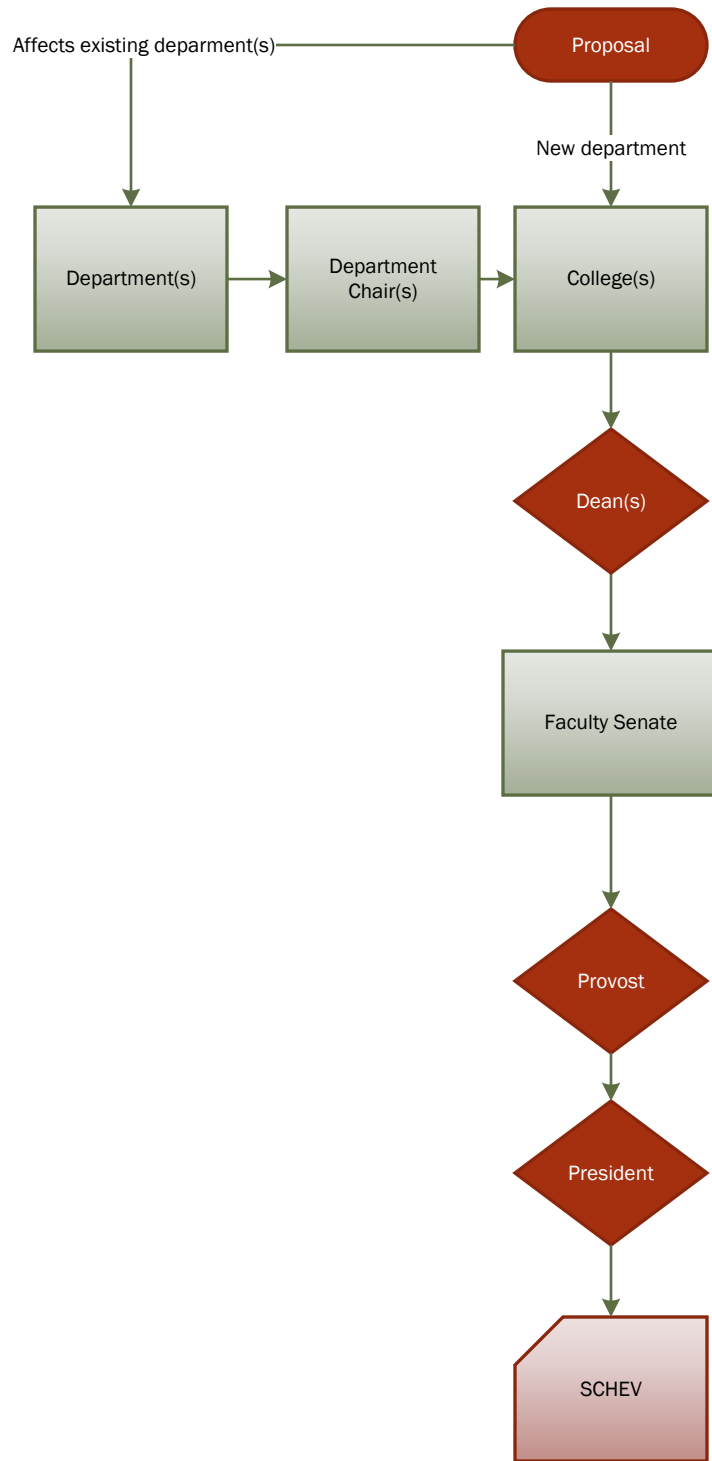 Affects existing deparment(s)
Proposal
New department
Department(s)
Department
Chair(s)
College(s)
Dean(s)
Faculty Senate
Provost
President
SCHEV